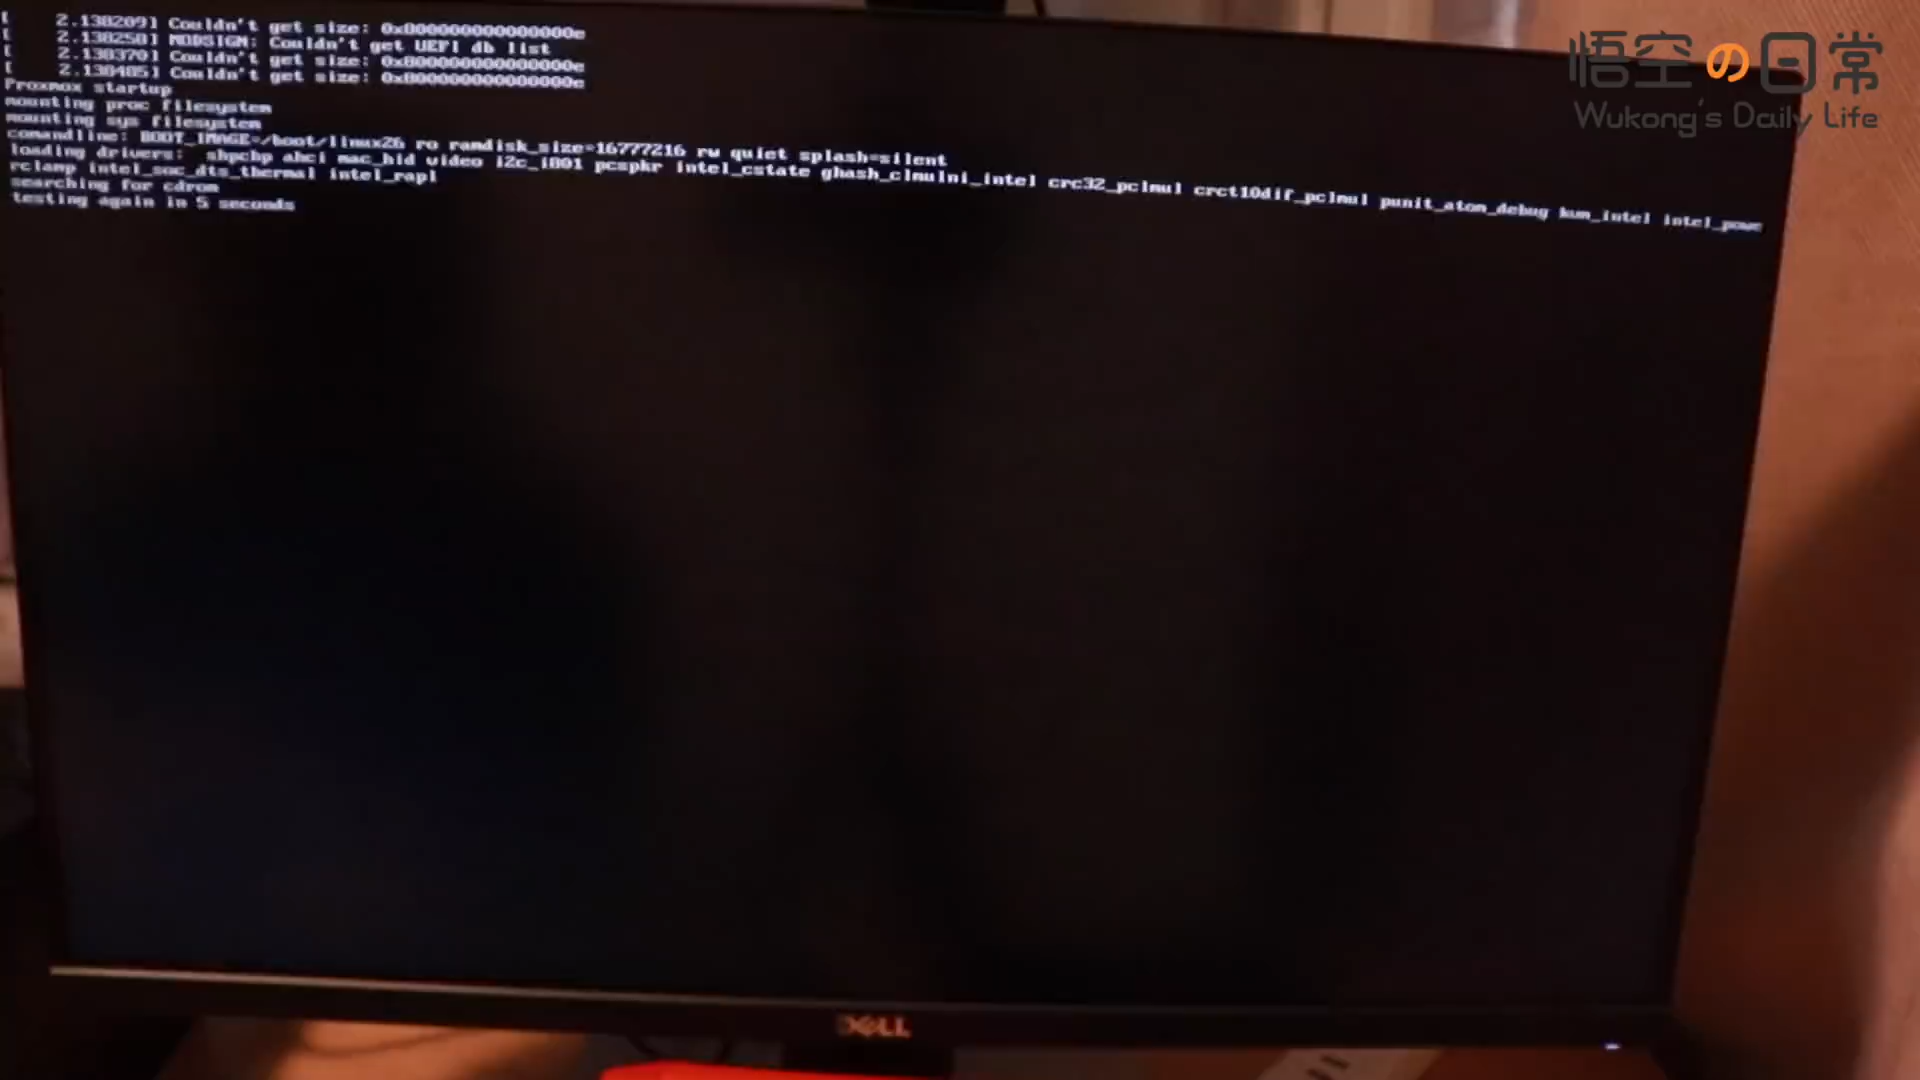 [    2.138209] Couldn't get size: 0x800000000000000e
[    2.138258] MODSIGN: Couldn't get UEFI db list
[    2.138370] Couldn't get size: 0x800000000000000e
[    2.138485] Couldn't get size: 0x800000000000000e
Proxmox startup
mounting proc filesystem
mounting sys filesystem
comandline: BOOT_IMAGE=/boot/linux26 ro ramdisk_size=16777216 rw quiet splash=silent
loading drivers:  shpchp ahci mac_hid video i2c_i801 pcspkr intel_cstate ghash_clmulni_intel crc32_pclmul crct10dif_pclmul punit_atom_debug kvm_intel intel_powe
rclamp intel_soc_dts_thermal intel_rapl
searching for cdrom
testing again in 5 seconds
悟空の日常
Wukong's Daily Life
DELL